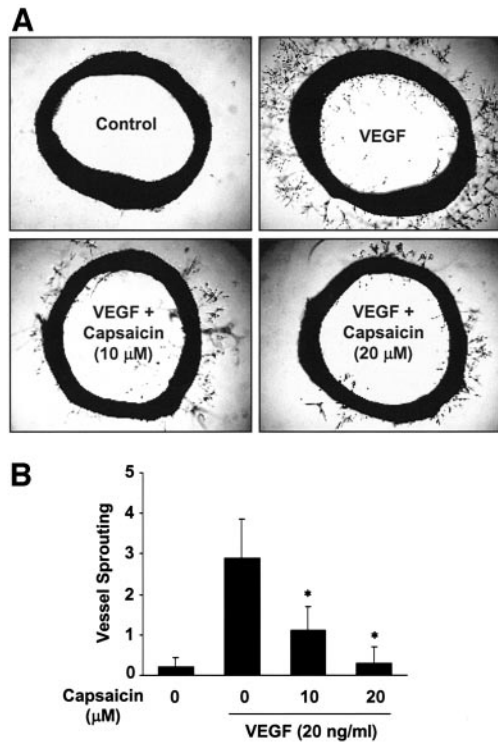 A
Control
VEGF
VEGF +
Capsaicin
(10 μM)
VEGF +
Capsaicin
(20 μM)
B
Vessel Sprouting
5
4
3
2
1
0
*
*
Capsaicin
(μM)
0 0 10 20
VEGF (20 ng/ml)